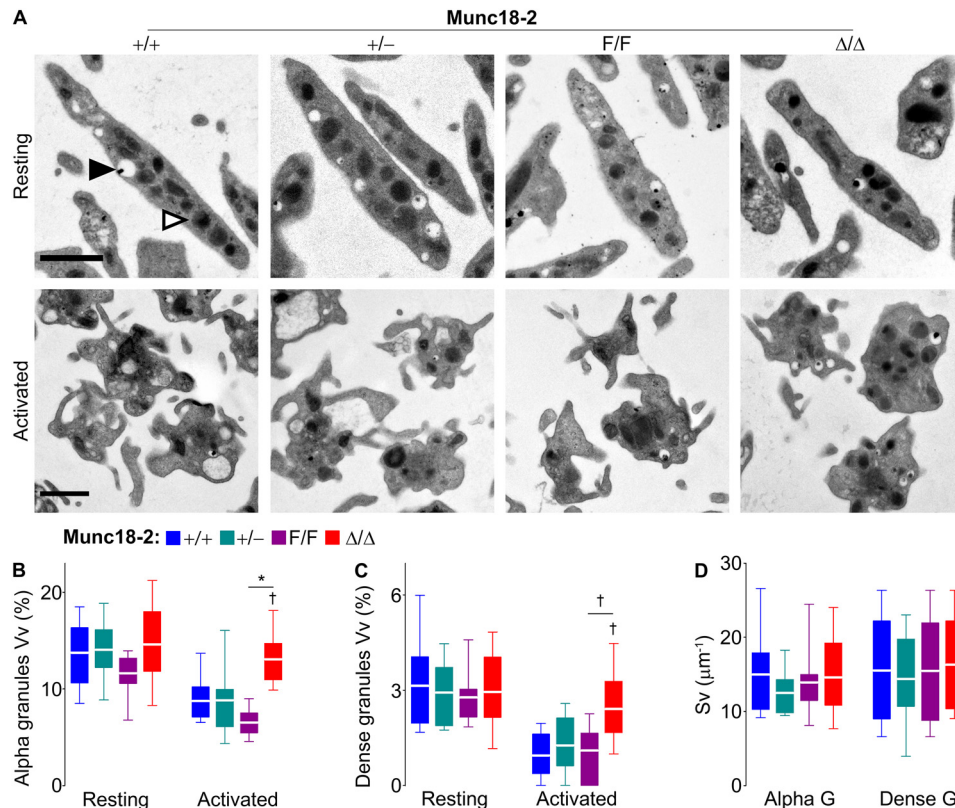 A
Munc18-2
+/+ +/− F/F Δ/Δ
Resting
Activated
Munc18-2: +/+ +/− F/F Δ/Δ
B
Alpha granules Vv (%)
20
10
0
* †
Resting Activated
C
Dense granules Vv (%)
6
3
0
† †
Resting Activated
D
Sv (μm⁻¹)
30
20
10
0
Alpha G Dense G